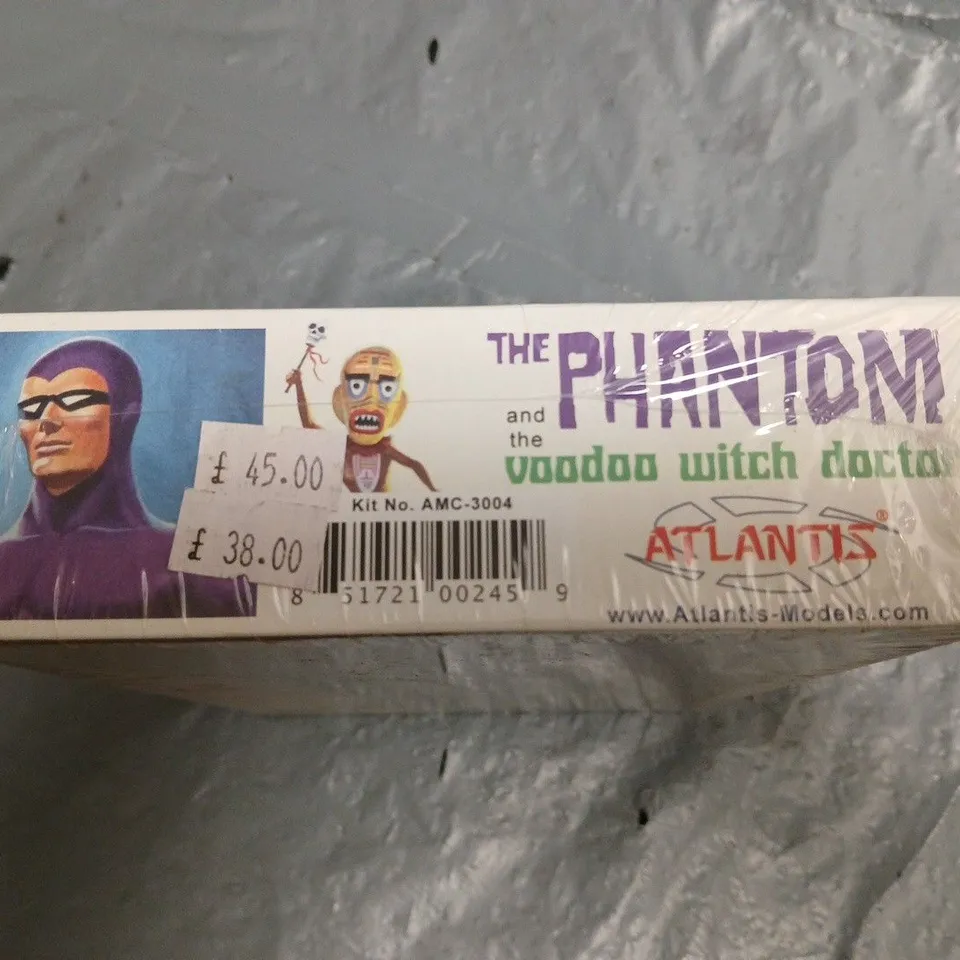 THE PHANTOM
and
the
voodoo witch doctor
£ 45.00
£ 38.00
Kit No. AMC-3004
8 51721 00245 9
ATLANTIS®
www.Atlantis-Models.com